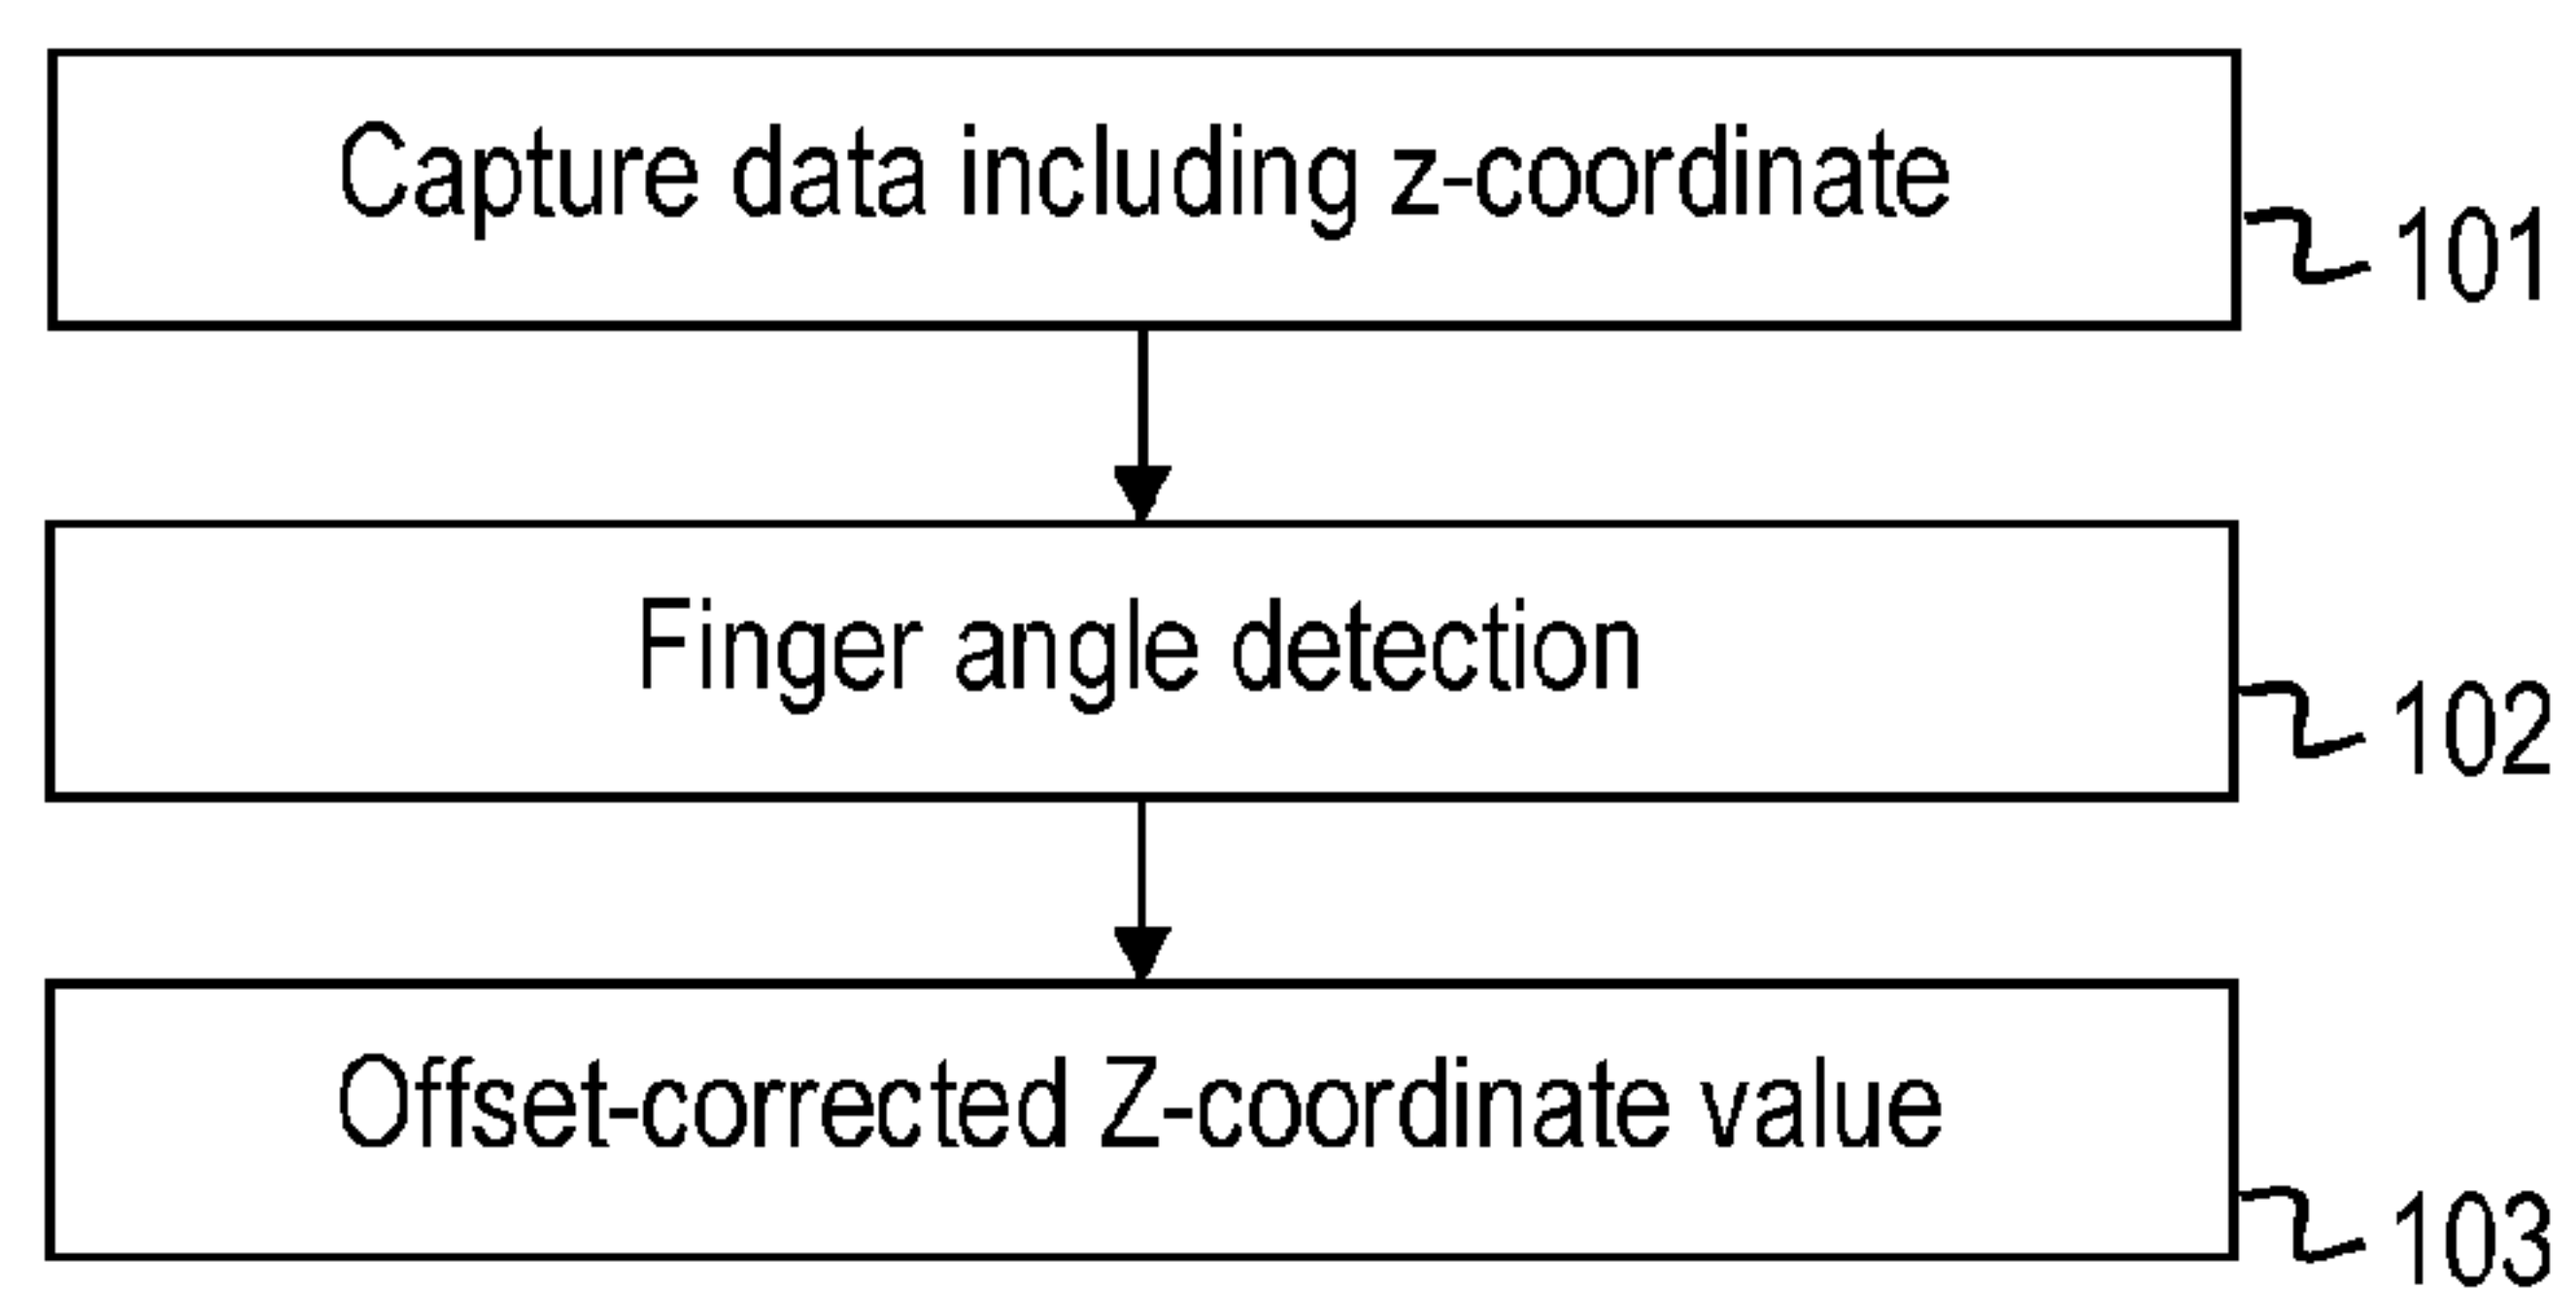 Capture data including z-coordinate
101
Finger angle detection
102
Offset-corrected Z-coordinate value
103